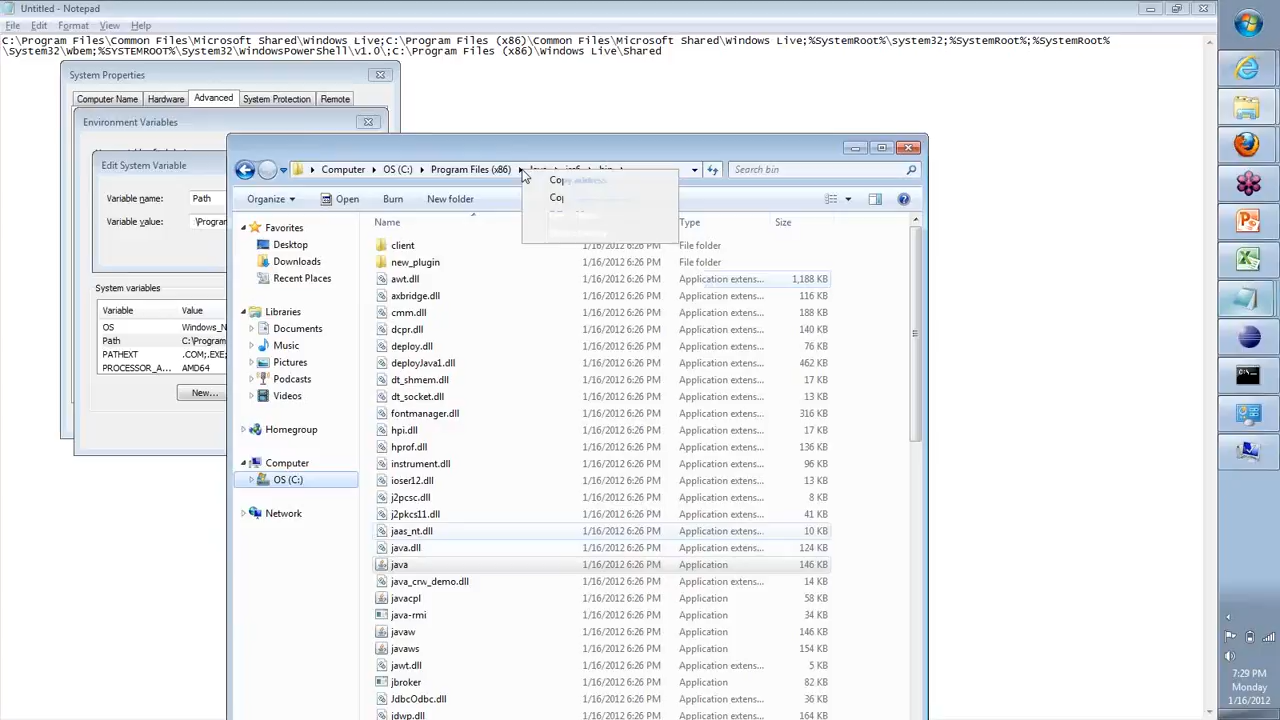 Untitled - Notepad
File Edit Format View Help
C:\Program Files\Common Files\Microsoft Shared\Windows Live;C:\Program Files (x86)\Common Files\Microsoft Shared\Windows Live;%SystemRoot%\system32;%SystemRoot%;%SystemRoot%
\System32\Wbem;%SYSTEMROOT%\System32\WindowsPowerShell\v1.0\;C:\Program Files (x86)\Windows Live\Shared
System Properties
Computer Name Hardware Advanced System Protection Remote
Environment Variables
Edit System Variable
Variable name: Path
Variable value: \Program
System variables
Variable Value
OS Windows_N
Path C:\Program
PATHEXT .COM;.EXE;
PROCESSOR_A... AMD64
New...
Computer OS (C:) Program Files (x86)
Search bin
Organize Open Burn New folder
Copy address
Cop
Favorites
Desktop
Downloads
Recent Places
Libraries
Documents
Music
Pictures
Podcasts
Videos
Homegroup
Computer
OS (C:)
Network
Name Type Size
client 1/16/2012 6:26 PM File folder
new_plugin 1/16/2012 6:26 PM File folder
awt.dll 1/16/2012 6:26 PM Application extens... 1,188 KB
axbridge.dll 1/16/2012 6:26 PM Application extens... 116 KB
cmm.dll 1/16/2012 6:26 PM Application extens... 188 KB
dcpr.dll 1/16/2012 6:26 PM Application extens... 140 KB
deploy.dll 1/16/2012 6:26 PM Application extens... 76 KB
deployJava1.dll 1/16/2012 6:26 PM Application extens... 462 KB
dt_shmem.dll 1/16/2012 6:26 PM Application extens... 17 KB
dt_socket.dll 1/16/2012 6:26 PM Application extens... 13 KB
fontmanager.dll 1/16/2012 6:26 PM Application extens... 316 KB
hpi.dll 1/16/2012 6:26 PM Application extens... 17 KB
hprof.dll 1/16/2012 6:26 PM Application extens... 136 KB
instrument.dll 1/16/2012 6:26 PM Application extens... 96 KB
ioser12.dll 1/16/2012 6:26 PM Application extens... 13 KB
j2pcsc.dll 1/16/2012 6:26 PM Application extens... 8 KB
j2pkcs11.dll 1/16/2012 6:26 PM Application extens... 41 KB
jaas_nt.dll 1/16/2012 6:26 PM Application extens... 10 KB
java.dll 1/16/2012 6:26 PM Application extens... 124 KB
java 1/16/2012 6:26 PM Application 146 KB
java_crw_demo.dll 1/16/2012 6:26 PM Application extens... 14 KB
javacpl 1/16/2012 6:26 PM Application 58 KB
java-rmi 1/16/2012 6:26 PM Application 34 KB
javaw 1/16/2012 6:26 PM Application 146 KB
javaws 1/16/2012 6:26 PM Application 154 KB
jawt.dll 1/16/2012 6:26 PM Application extens... 5 KB
jbroker 1/16/2012 6:26 PM Application 82 KB
JdbcOdbc.dll 1/16/2012 6:26 PM Application extens... 36 KB
jdwp.dll 1/16/2012 6:26 PM Application extens... 164 KB
7:29 PM
Monday
1/16/2012